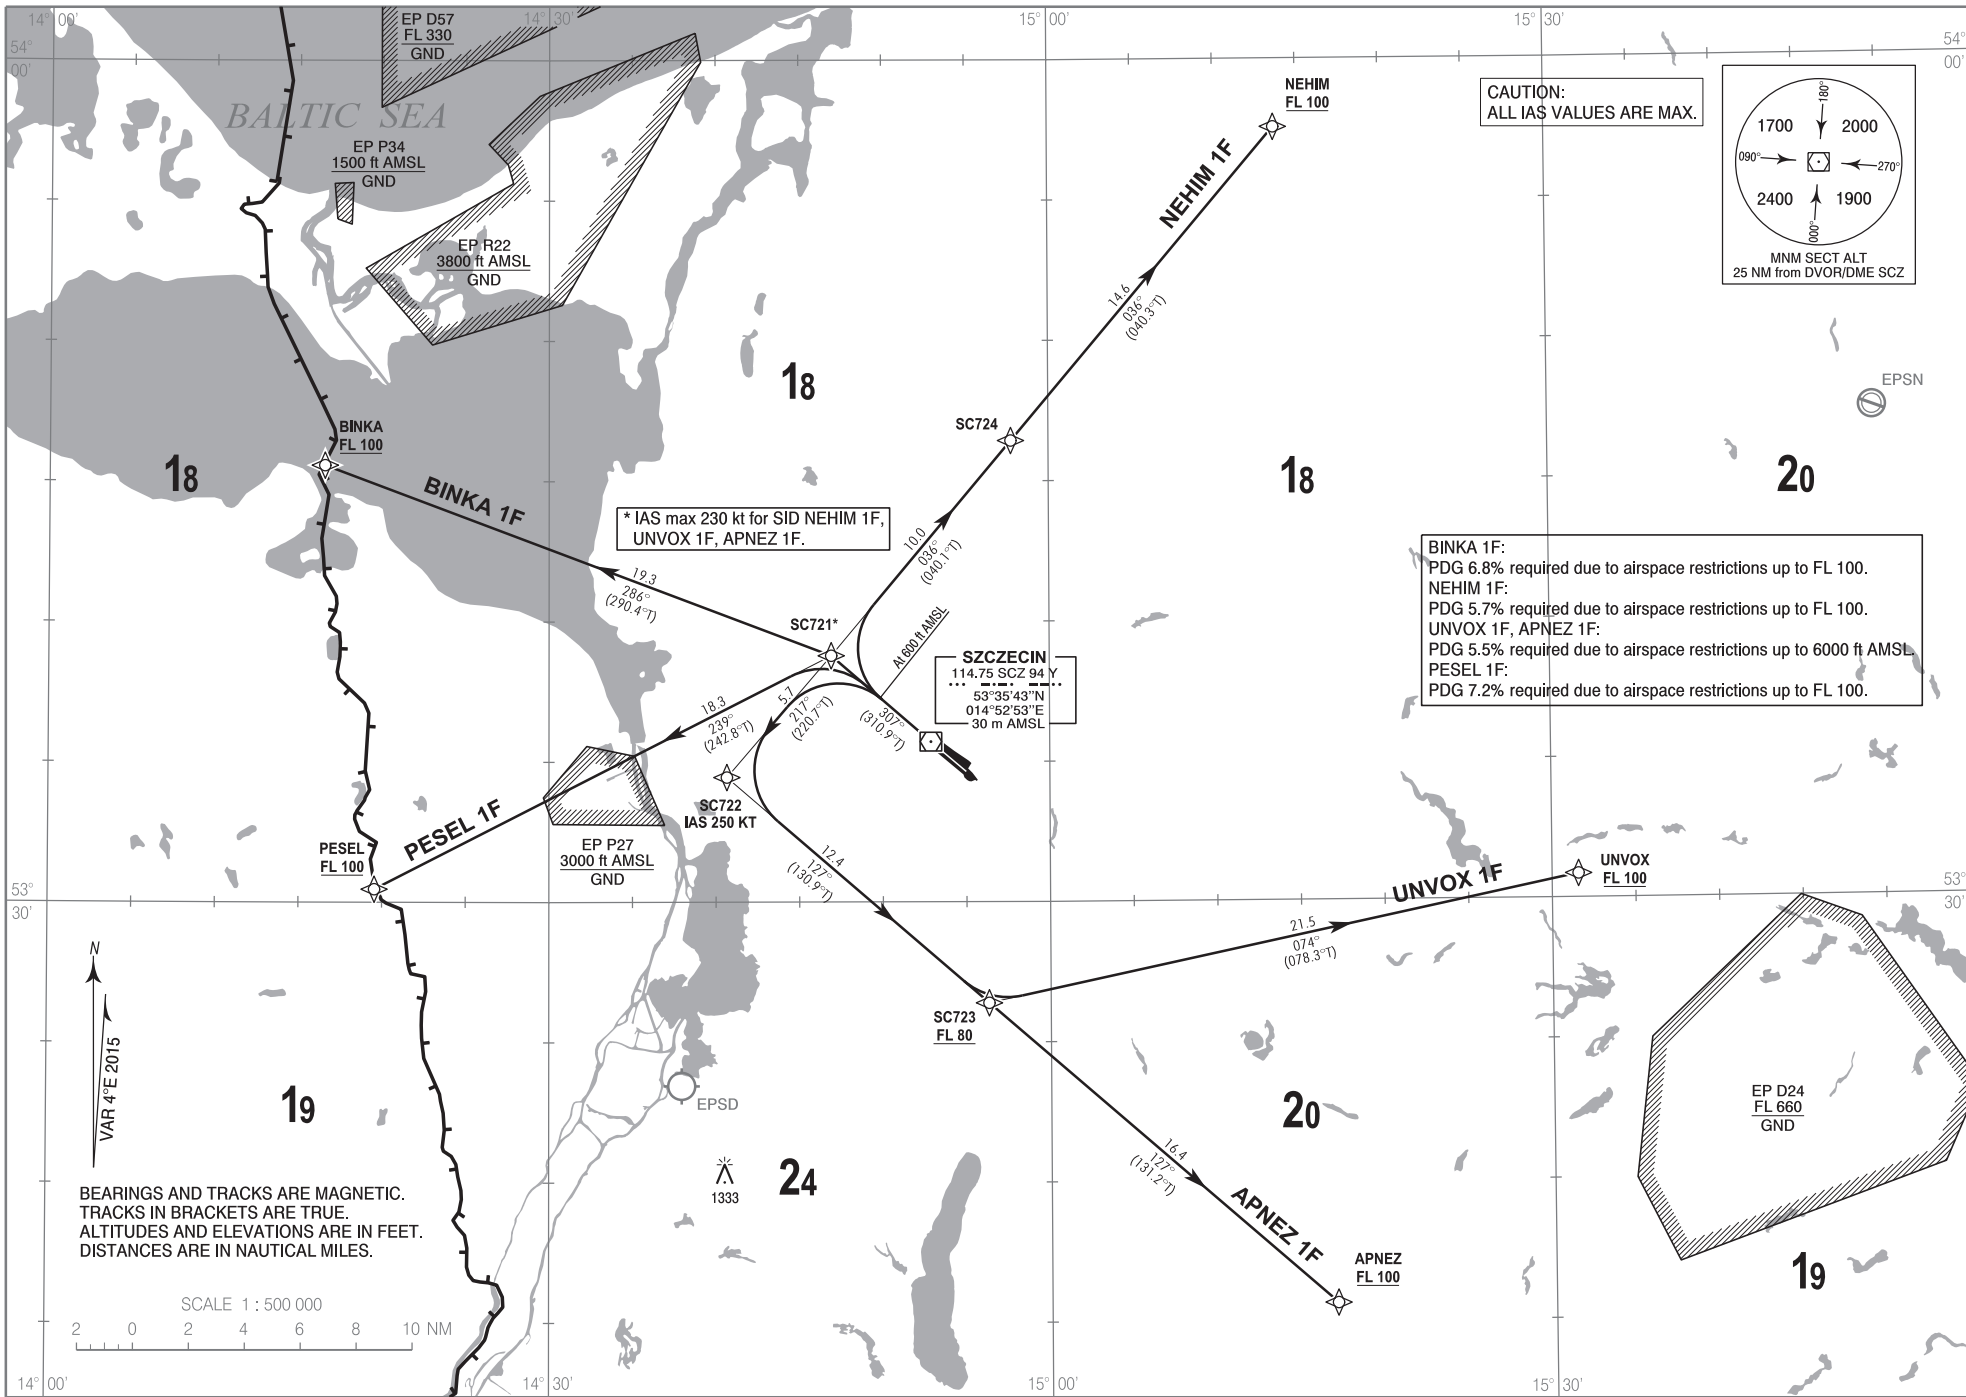 14° 00'
14° 30'
15° 00'
15° 30'
54°
00'
54°
00'
EP D57
FL 330
GND
BALTIC SEA
EP P34
1500 ft AMSL
GND
EP R22
3800 ft AMSL
GND
NEHIM
FL 100
NEHIM 1F
CAUTION:
ALL IAS VALUES ARE MAX.
180°
1700
2000
090°
270°
2400
1900
000°
MNM SECT ALT
25 NM from DVOR/DME SCZ
14.6
036°
(040.3°T)
18
EPSN
BINKA
FL 100
SC724
18
BINKA 1F
18
20
* IAS max 230 kt for SID NEHIM 1F,
UNVOX 1F, APNEZ 1F.
10.0
036°
(040.1°T)
19.3
286°
(290.4°T)
BINKA 1F:
PDG 6.8% required due to airspace restrictions up to FL 100.
NEHIM 1F:
PDG 5.7% required due to airspace restrictions up to FL 100.
UNVOX 1F, APNEZ 1F:
PDG 5.5% required due to airspace restrictions up to 6000 ft AMSL.
PESEL 1F:
PDG 7.2% required due to airspace restrictions up to FL 100.
SC721*
At 600 ft AMSL
SZCZECIN
114.75 SCZ 94 Y
53°35'43''N
014°52'53''E
30 m AMSL
5.7
217°
(220.7°T)
307°
(310.9°T)
18.3
239°
(242.8°T)
SC722
IAS 250 KT
PESEL 1F
EP P27
3000 ft AMSL
GND
PESEL
FL 100
12.4
127°
(130.9°T)
UNVOX 1F
UNVOX
FL 100
53°
30'
53°
30'
21.5
074°
(078.3°T)
N
VAR 4°E 2015
SC723
FL 80
19
EPSD
20
EP D24
FL 660
GND
1333
24
16.4
127°
(131.2°T)
APNEZ 1F
APNEZ
FL 100
19
BEARINGS AND TRACKS ARE MAGNETIC.
TRACKS IN BRACKETS ARE TRUE.
ALTITUDES AND ELEVATIONS ARE IN FEET.
DISTANCES ARE IN NAUTICAL MILES.
SCALE 1 : 500 000
2 0 2 4 6 8 10 NM
14° 00'
14° 30'
15° 00'
15° 30'